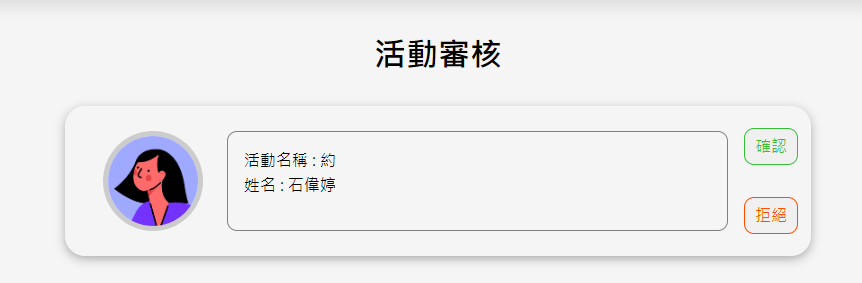 活動審核
活動名稱 : 約
姓名 : 石偉婷
確認
拒絕